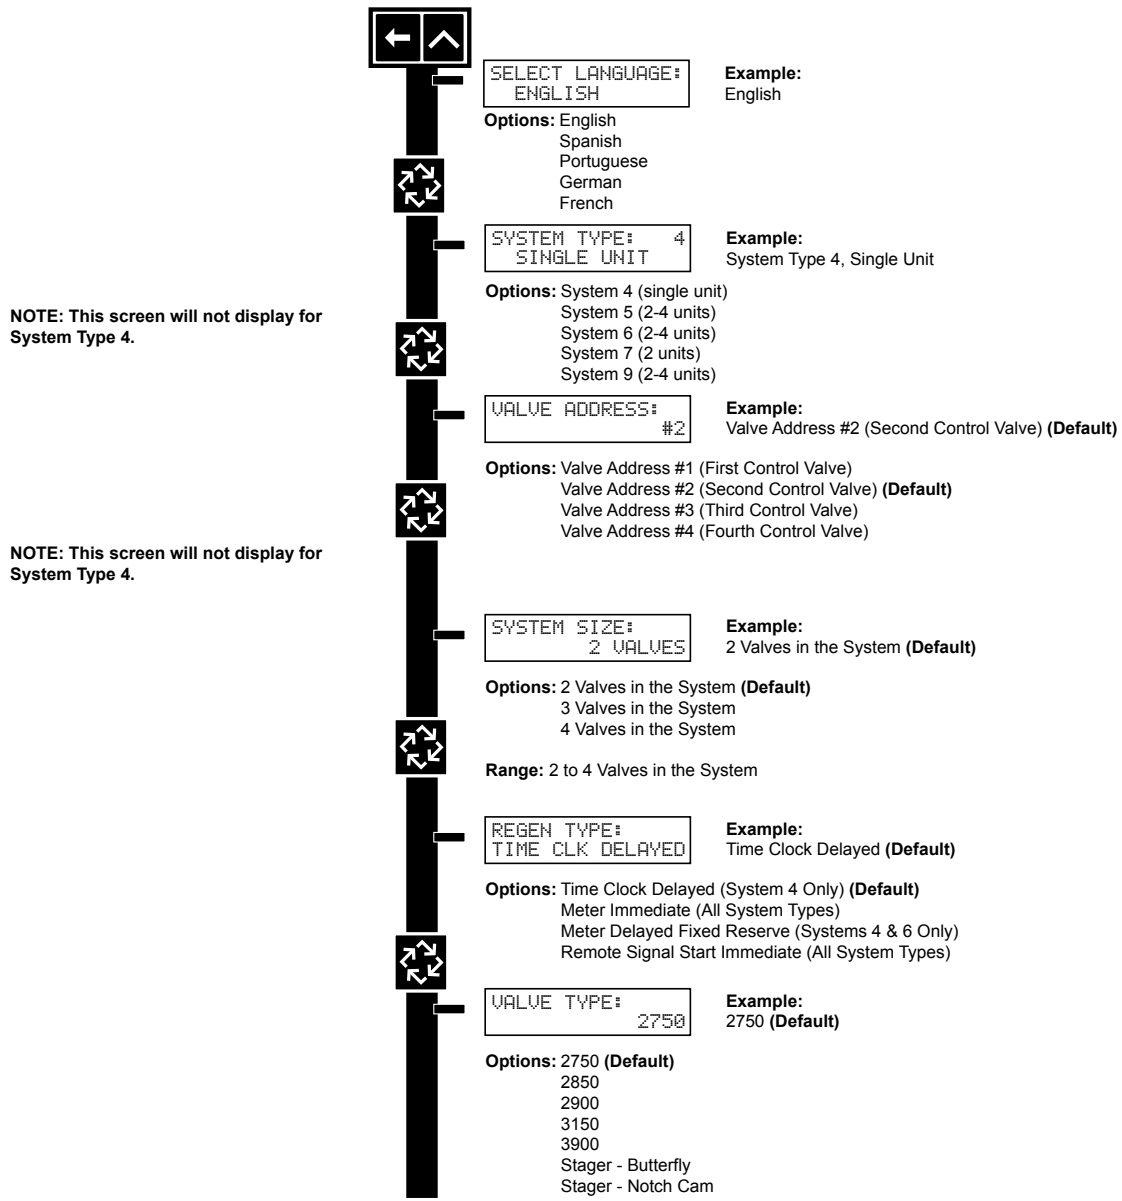 SELECT LANGUAGE:
ENGLISH
Example:
English
Options: English
Spanish
Portuguese
German
French
SYSTEM TYPE: 4
SINGLE UNIT
Example:
System Type 4, Single Unit
Options: System 4 (single unit)
System 5 (2-4 units)
System 6 (2-4 units)
System 7 (2 units)
System 9 (2-4 units)
NOTE: This screen will not display for
System Type 4.
VALVE ADDRESS:
#2
Example:
Valve Address #2 (Second Control Valve) (Default)
Options: Valve Address #1 (First Control Valve)
Valve Address #2 (Second Control Valve) (Default)
Valve Address #3 (Third Control Valve)
Valve Address #4 (Fourth Control Valve)
NOTE: This screen will not display for
System Type 4.
SYSTEM SIZE:
2 VALVES
Example:
2 Valves in the System (Default)
Options: 2 Valves in the System (Default)
3 Valves in the System
4 Valves in the System
Range: 2 to 4 Valves in the System
REGEN TYPE:
TIME CLK DELAYED
Example:
Time Clock Delayed (Default)
Options: Time Clock Delayed (System 4 Only) (Default)
Meter Immediate (All System Types)
Meter Delayed Fixed Reserve (Systems 4 & 6 Only)
Remote Signal Start Immediate (All System Types)
VALVE TYPE:
2750
Example:
2750 (Default)
Options: 2750 (Default)
2850
2900
3150
3900
Stager - Butterfly
Stager - Notch Cam